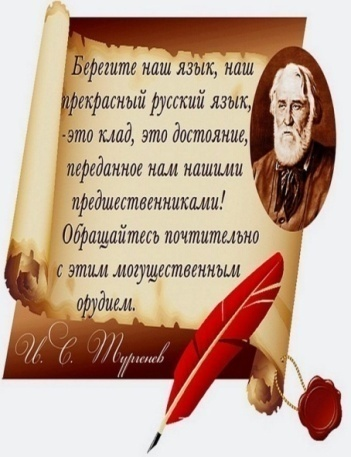 Берегите наш язык, наш
прекрасный русский язык,
-это клад, это достояние,
переданное нам нашими
предшественниками!
Обращайтесь почтительно
с этим могущественным
орудием.
И. С. Тургенев